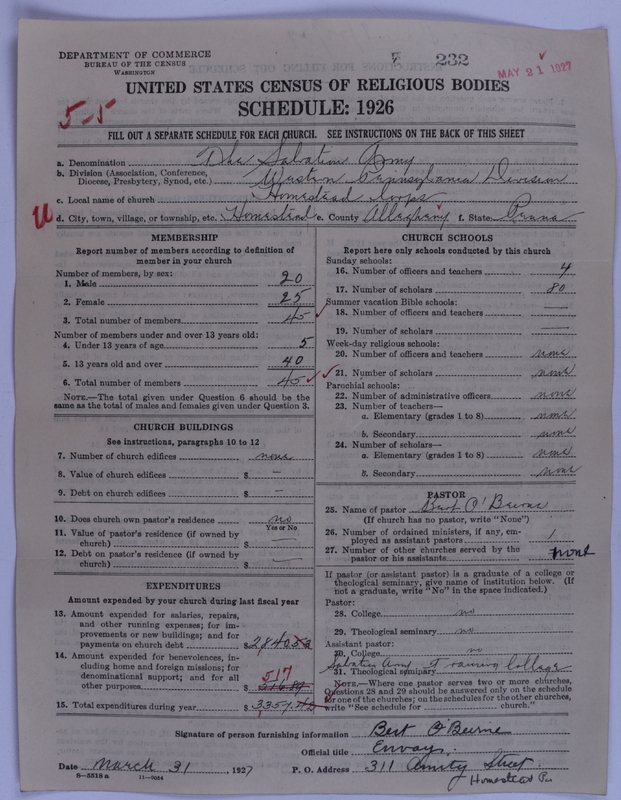 DEPARTMENT OF COMMERCE
BUREAU OF THE CENSUS
WASHINGTON
232
MAY 21 1927
UNITED STATES CENSUS OF RELIGIOUS BODIES
SCHEDULE: 1926
5-5
FILL OUT A SEPARATE SCHEDULE FOR EACH CHURCH. SEE INSTRUCTIONS ON THE BACK OF THIS SHEET
a. Denomination The Salvation Army
b. Division (Association, Conference, Diocese, Presbytery, Synod, etc.) Western Pennsylvania Division
c. Local name of church Homestead Corps
d. City, town, village, or township, etc. Homestead e. County Allegheny f. State Penna
MEMBERSHIP
Report number of members according to definition of
member in your church
Number of members, by sex:
1. Male 20
2. Female 25
3. Total number of members 45
Number of members under and over 13 years old:
4. Under 13 years of age 5
5. 13 years old and over 40
6. Total number of members 45
NOTE.—The total given under Question 6 should be the
same as the total of males and females given under Question 3.
CHURCH BUILDINGS
See instructions, paragraphs 10 to 12
7. Number of church edifices none
8. Value of church edifices $ –
9. Debt on church edifices $ –
10. Does church own pastor's residence no
Yes or No
11. Value of pastor's residence (if owned by
church) $ —
12. Debt on pastor's residence (if owned by
church) $ —
EXPENDITURES
Amount expended by your church during last fiscal year
13. Amount expended for salaries, repairs,
and other running expenses; for im-
provements or new buildings; and for
payments on church debt $ 2840
14. Amount expended for benevolences, in-
cluding home and foreign missions; for
denominational support; and for all
other purposes 517
15. Total expenditures during year $ 3357
CHURCH SCHOOLS
Report here only schools conducted by this church
Sunday schools:
16. Number of officers and teachers 4
17. Number of scholars 80
Summer vacation Bible schools:
18. Number of officers and teachers —
19. Number of scholars —
Week-day religious schools:
20. Number of officers and teachers none
21. Number of scholars none
Parochial schools:
22. Number of administrative officers none
23. Number of teachers—
a. Elementary (grades 1 to 8) none
b. Secondary none
24. Number of scholars—
a. Elementary (grades 1 to 8) none
b. Secondary none
PASTOR
25. Name of pastor Bert O'Beirne
(If church has no pastor, write "None")
26. Number of ordained ministers, if any, em-
ployed as assistant pastors 1
27. Number of other churches served by the
pastor or his assistants none
If pastor (or assistant pastor) is a graduate of a college or
theological seminary, give name of institution below. (If
not a graduate, write "No" in the space indicated.)
Pastor:
28. College no
29. Theological seminary no
Assistant pastor:
30. College no
Salvation Army Training College
31. Theological seminary
NOTE.—Where one pastor serves two or more churches,
Questions 28 and 29 should be answered only on the schedule
for one of the churches; on the schedules for the other churches,
write "See schedule for church."
Signature of person furnishing information Bert O'Beirne
Official title Envoy.
Date March 31, 1927 P. O. Address 311 Amity Street
Homestead Pa
8—5518 a 11—9664